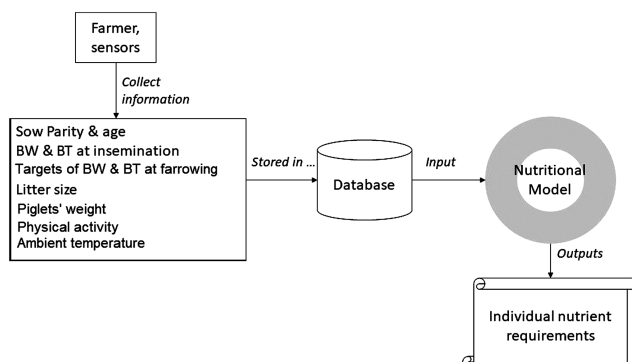 Farmer,
sensors
Collect
information
Sow Parity & age
BW & BT at insemination
Targets of BW & BT at farrowing
Litter size
Piglets' weight
Physical activity
Ambient temperature
Stored in ...
Database
Input
Nutritional
Model
Outputs
Individual nutrient
requirements